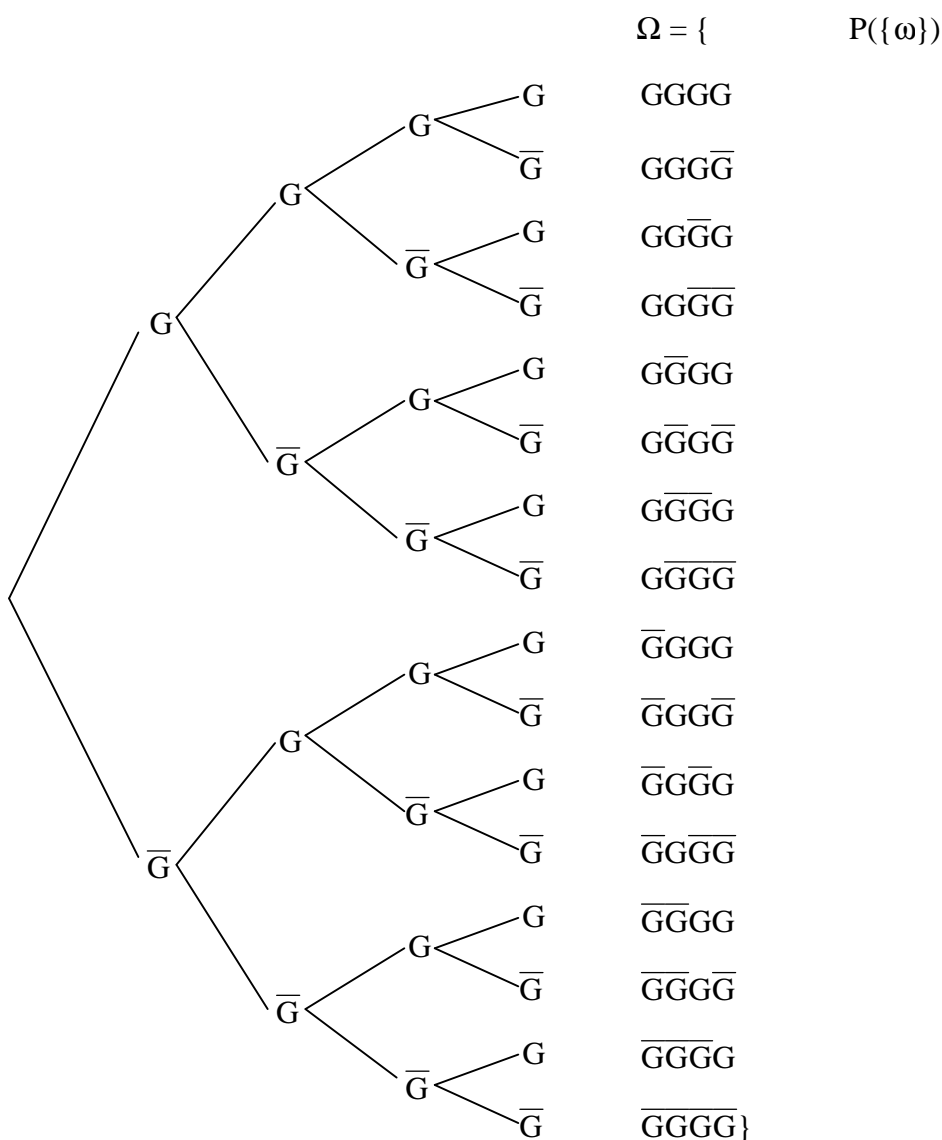 Ω = { P({ω})
G GGGG
G
G̅ GGGG̅
G
G GGG̅G
G̅
G̅ GGG̅G̅
G
G GG̅GG
G
G̅ GG̅GG̅
G̅
G GG̅G̅G
G̅
G̅ GG̅G̅G̅
G G̅GGG
G
G̅ G̅GGG̅
G
G G̅GG̅G
G̅
G̅ G̅GG̅G̅
G̅
G G̅G̅GG
G
G̅ G̅G̅GG̅
G̅
G G̅G̅G̅G
G̅
G̅ G̅G̅G̅G̅}